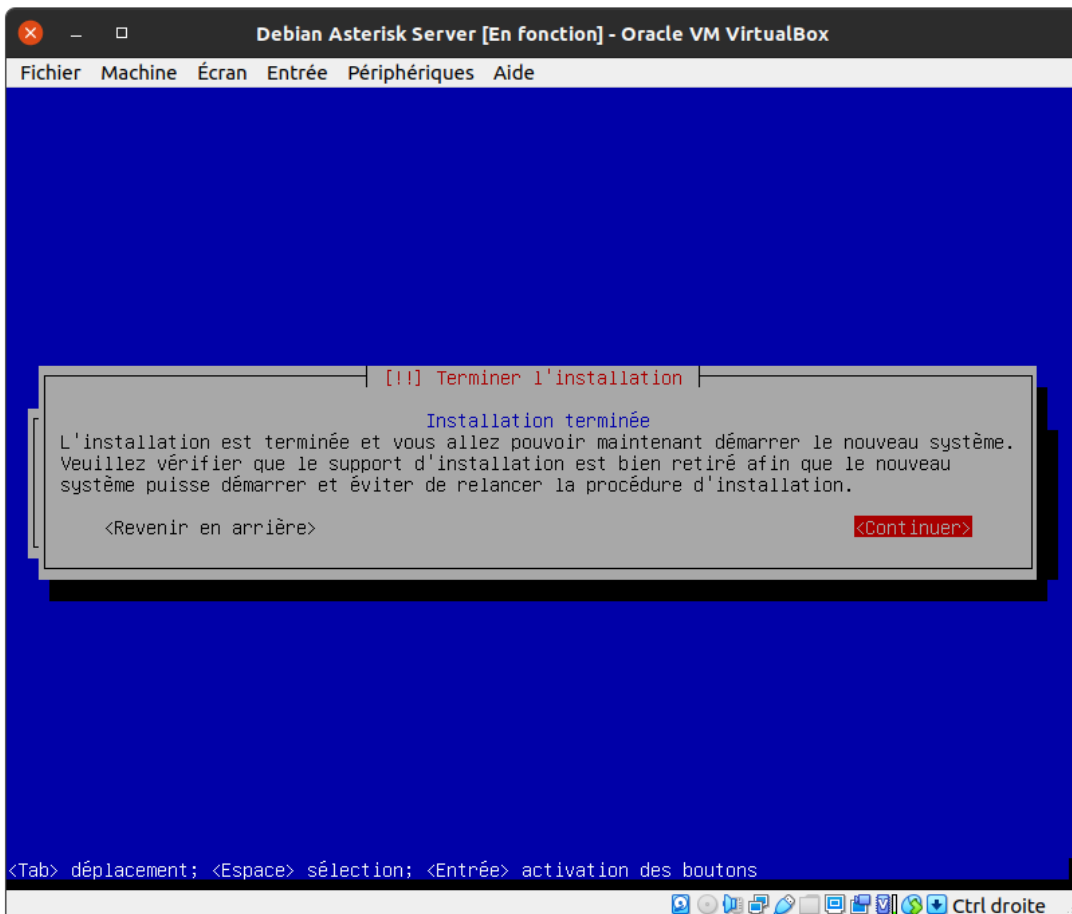 Debian Asterisk Server [En fonction] - Oracle VM VirtualBox
Fichier Machine Écran Entrée Périphériques Aide
[!!] Terminer l'installation
Installation terminée
L'installation est terminée et vous allez pouvoir maintenant démarrer le nouveau système.
Veuillez vérifier que le support d'installation est bien retiré afin que le nouveau
système puisse démarrer et éviter de relancer la procédure d'installation.
<Revenir en arrière> <Continuer>
<Tab> déplacement; <Espace> sélection; <Entrée> activation des boutons
Ctrl droite